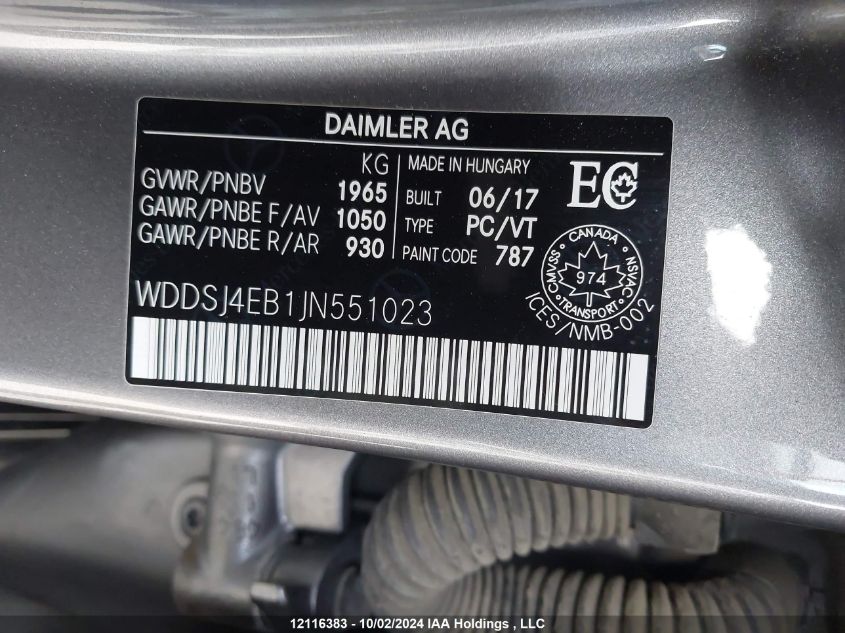 DAIMLER AG
KG
GVWR/PNBV 1965
GAWR/PNBE F/AV 1050
GAWR/PNBE R/AR 930
MADE IN HUNGARY
BUILT 06/17
TYPE PC/VT
PAINT CODE 787
EC
CANADA
CMVSS
NSVAC
974
TRANSPORT
ICES/NMB-002
WDDSJ4EB1JN551023
12116383 - 10/02/2024 IAA Holdings , LLC